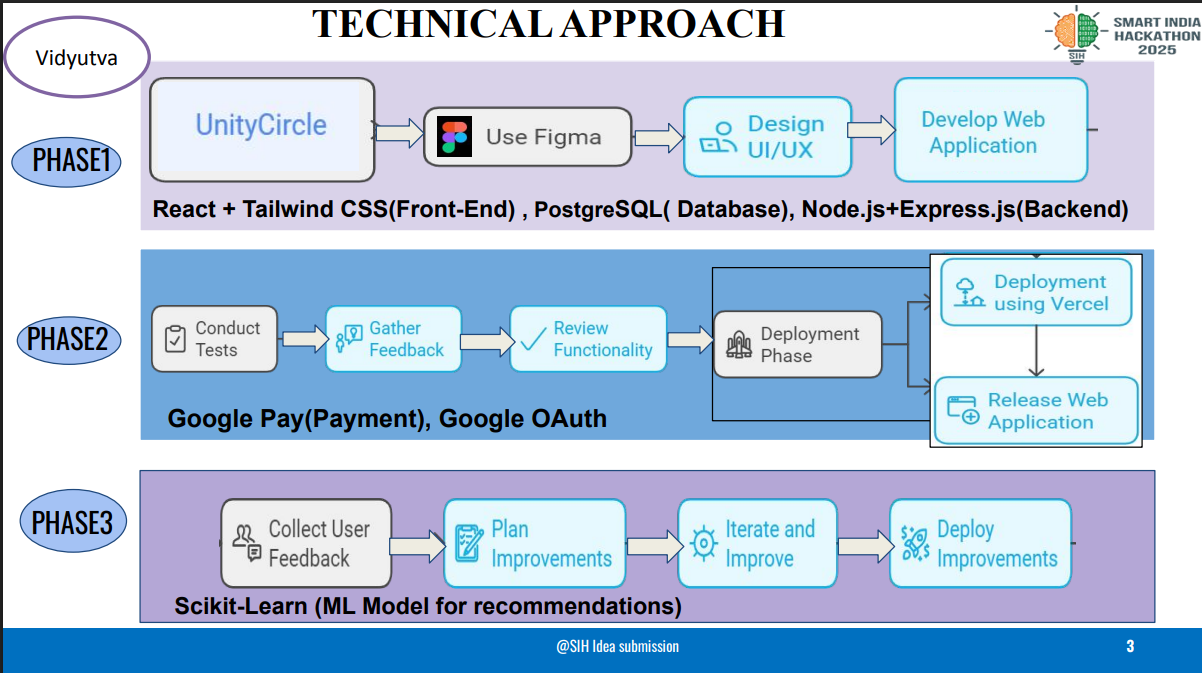 TECHNICAL APPROACH
SMART INDIA
HACKATHON
2025
SIH
Vidyutva
PHASE1
UnityCircle
Use Figma
Design
UI/UX
Develop Web
Application
React + Tailwind CSS(Front-End) , PostgreSQL( Database), Node.js+Express.js(Backend)
PHASE2
Conduct
Tests
Gather
Feedback
Review
Functionality
Deployment
Phase
Deployment
using Vercel
Release Web
Application
Google Pay(Payment), Google OAuth
PHASE3
Collect User
Feedback
Plan
Improvements
Iterate and
Improve
Deploy
Improvements
Scikit-Learn (ML Model for recommendations)
@SIH Idea submission
3